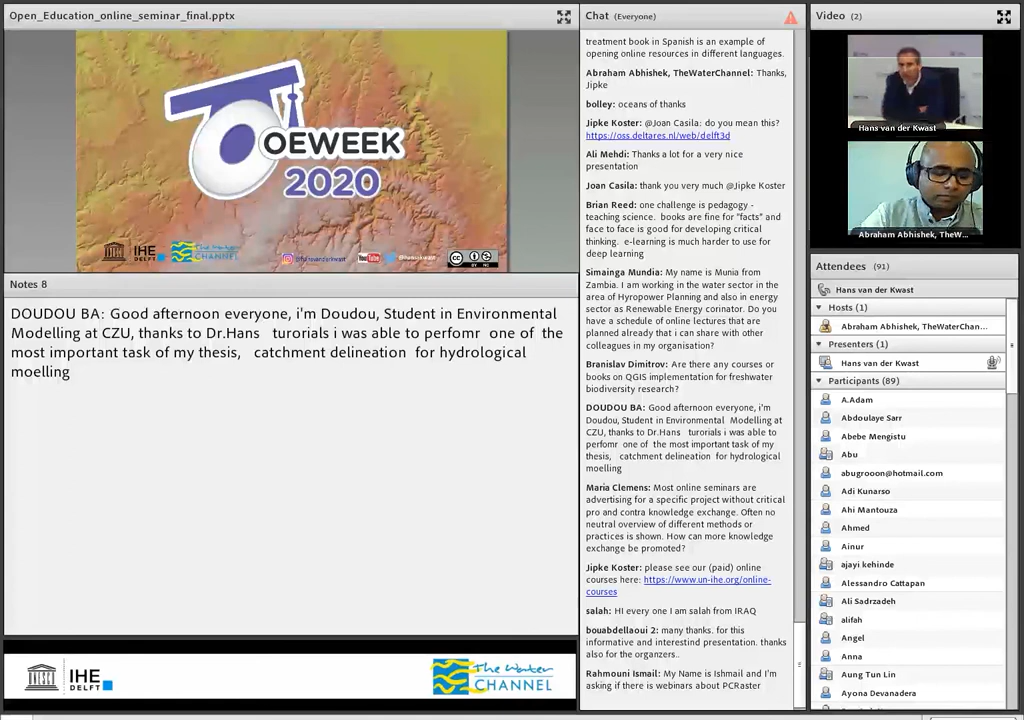 Open_Education_online_seminar_final.pptx
OEWEEK
2020
IHE
DELFT
The Water
CHANNEL
YouTube
Notes 8
DOUDOU BA: Good afternoon everyone, i'm Doudou, Student in Environmental
Modelling at CZU, thanks to Dr.Hans turorials i was able to perfomr one of the
most important task of my thesis, catchment delineation for hydrological
moelling
UNESCO
IHE
DELFT
The Water
CHANNEL
Chat (Everyone)
treatment book in Spanish is an example of
opening online resources in different languages.
Abraham Abhishek, TheWaterChannel: Thanks,
Jipke
bolley: oceans of thanks
Jipke Koster: @Joan Casila: do you mean this?
https://oss.deltares.nl/web/delft3d
Ali Mehdi: Thanks a lot for a very nice
presentation
Joan Casila: thank you very much @Jipke Koster
Brian Reed: one challenge is pedagogy -
teaching science. books are fine for "facts" and
face to face is good for developing critical
thinking. e-learning is much harder to use for
deep learning
Simainga Mundia: My name is Munia from
Zambia. I am working in the water sector in the
area of Hyropower Planning and also in energy
sector as Renewable Energy conrator. Do you
have a schedule of online lectures that are
planned already that i can share with other
colleagues in my organisation?
Branislav Dimitrov: Are there any courses or
books on QGIS implementation for freshwater
biodiversity research?
DOUDOU BA: Good afternoon everyone, i'm
Doudou, Student in Environmental Modelling at
CZU, thanks to Dr.Hans turorials i was able to
perfomr one of the most important task of my
thesis, catchment delineation for hydrological
moelling
Maria Clemens: Most online seminars are
advertising for a specific project without critical
pro and contra knowledge exchange. Often no
neutral overview of different methods or
practices is shown. How can more knowledge
exchange be promoted?
Jipke Koster: please see our (paid) online
courses here: https://www.un-ihe.org/online-
courses
salah: HI every one I am salah from IRAQ
bouabdellaoui 2: many thanks. for this
informative and interestind presentation. thanks
also for the organzers..
Rahmouni Ismail: My Name is Ishmail and I'm
asking if there is webinars about PCRaster
Video (2)
Hans van der Kwast
Abraham Abhishek, TheW...
Attendees (91)
Hans van der Kwast
Hosts (1)
Abraham Abhishek, TheWaterChan...
Presenters (1)
Hans van der Kwast
Participants (89)
A.Adam
Abdoulaye Sarr
Abebe Mengistu
Abu
abugrooon@hotmail.com
Adi Kunarso
Ahi Mantouza
Ahmed
Ainur
ajayi kehinde
Alessandro Cattapan
Ali Sadrzadeh
alifah
Angel
Anna
Aung Tun Lin
Ayona Devanadera